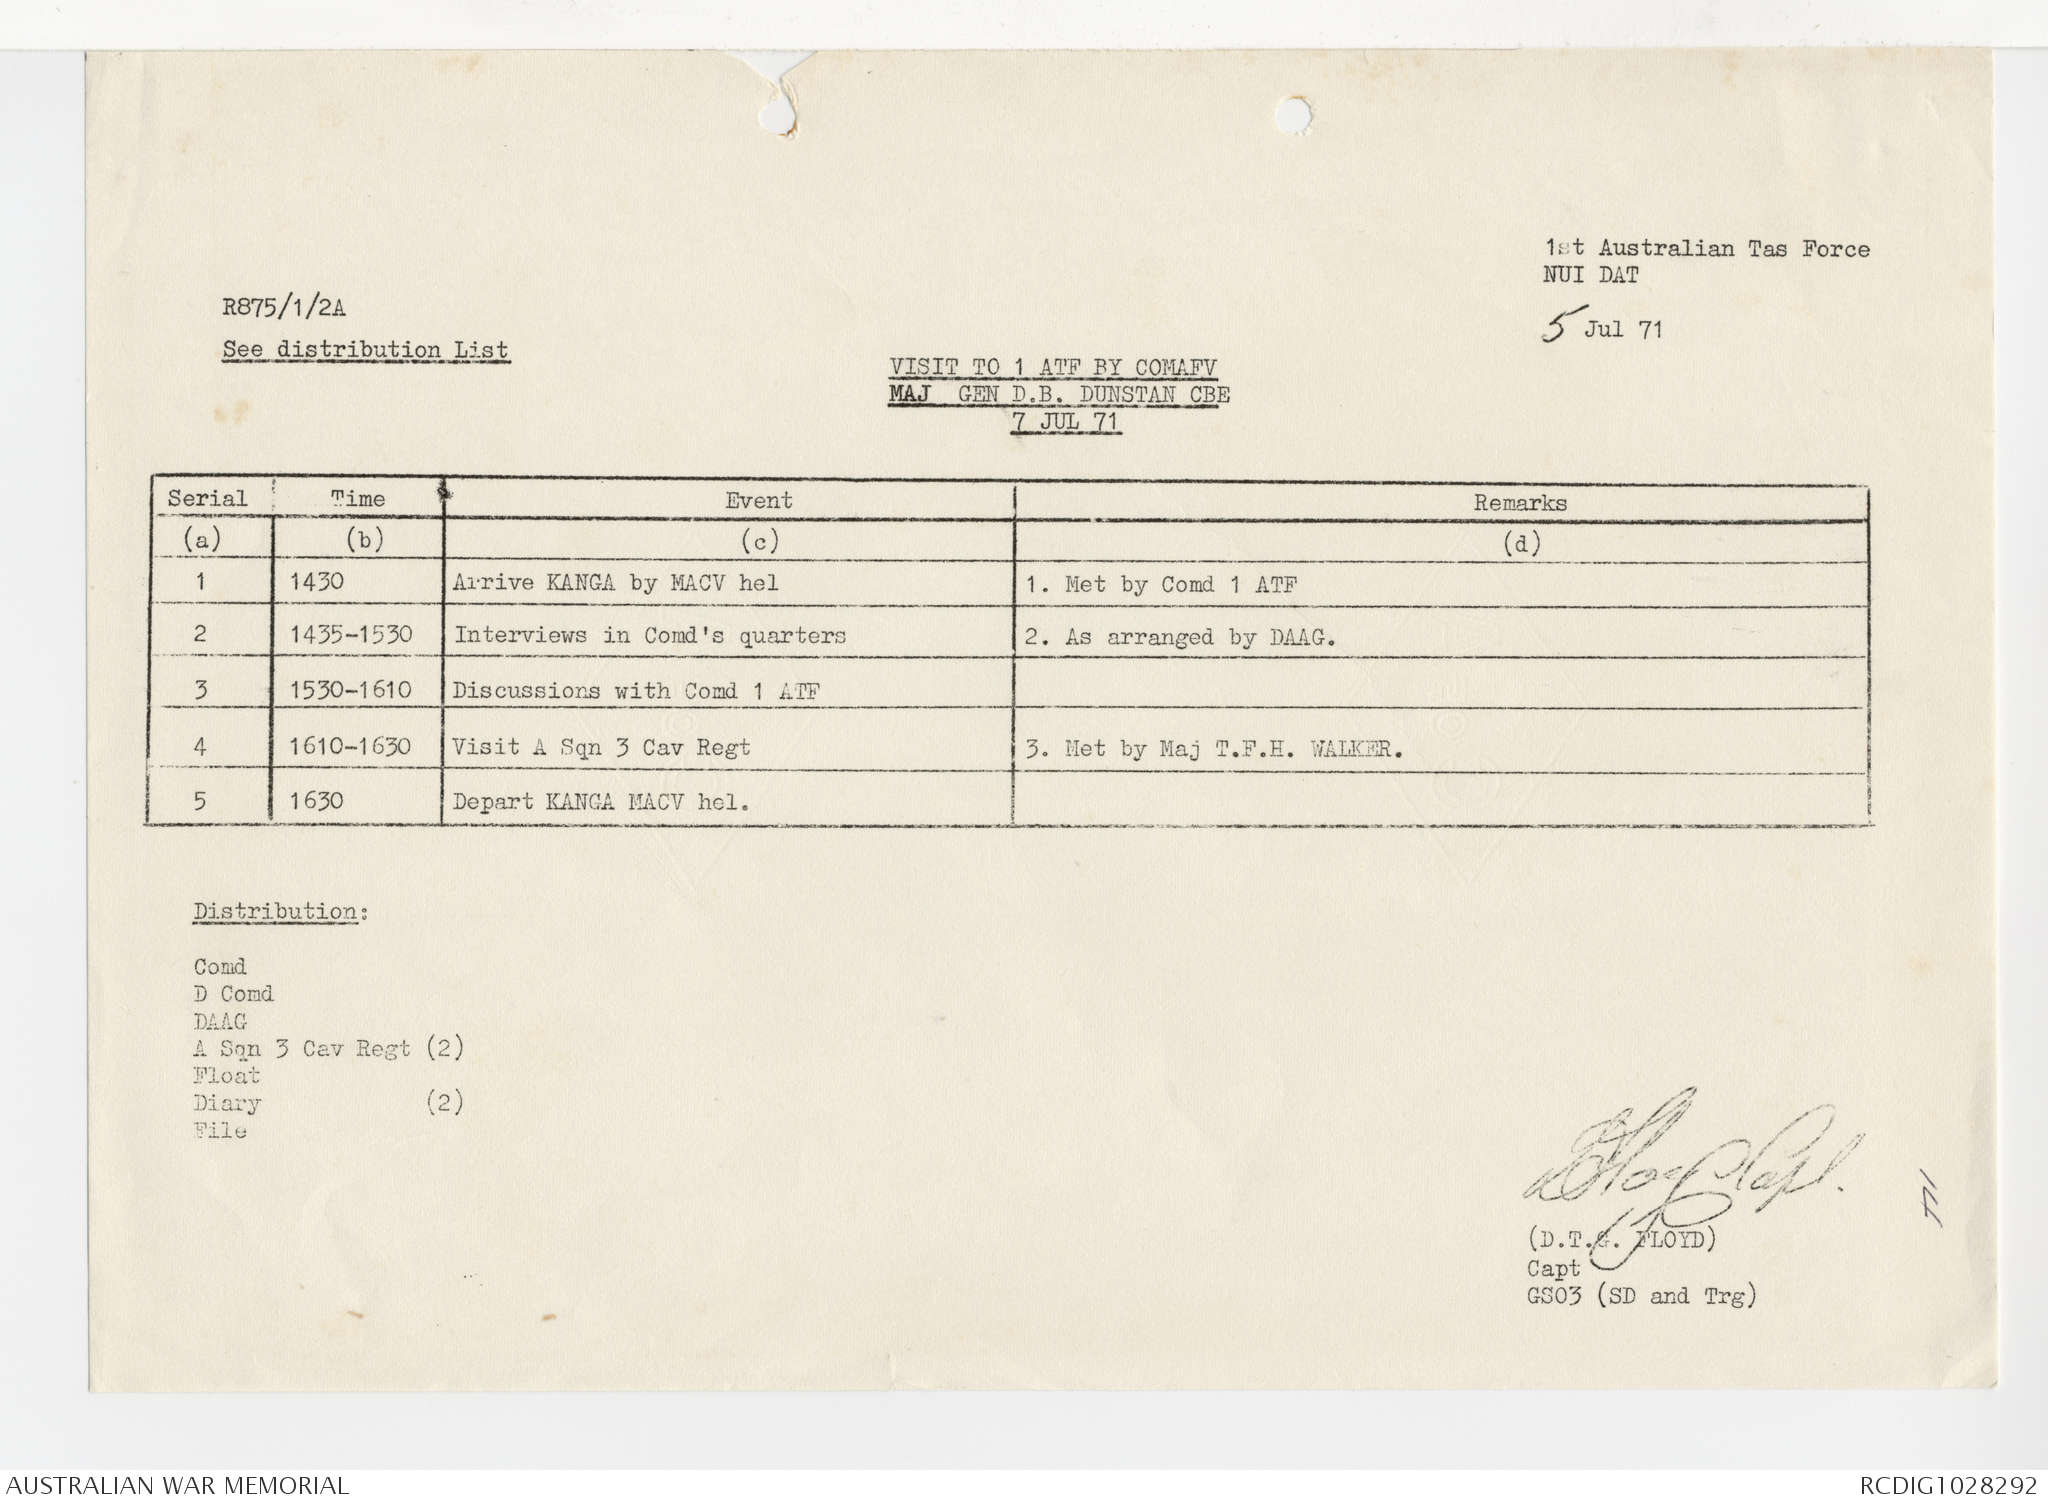 1st Australian Tas Force
NUI DAT
R875/1/2A
5 Jul 71
See distribution List
VISIT TO 1 ATF BY COMAFV
MAJ GEN D.B. DUNSTAN CBE
7 JUL 71
Serial Time Event Remarks
(a) (b) (c) (d)
1 1430 Arrive KANGA by MACV hel 1. Met by Comd 1 ATF
2 1435-1530 Interviews in Comd's quarters 2. As arranged by DAAG.
3 1530-1610 Discussions with Comd 1 ATF
4 1610-1630 Visit A Sqn 3 Cav Regt 3. Met by Maj T.F.H. WALKER.
5 1630 Depart KANGA MACV hel.
Distribution:
Comd
D Comd
DAAG
A Sqn 3 Cav Regt (2)
Float
Diary (2)
File
(D.T.G. FLOYD)
Capt
GSO3 (SD and Trg)
AUSTRALIAN WAR MEMORIAL
RCDIG1028292